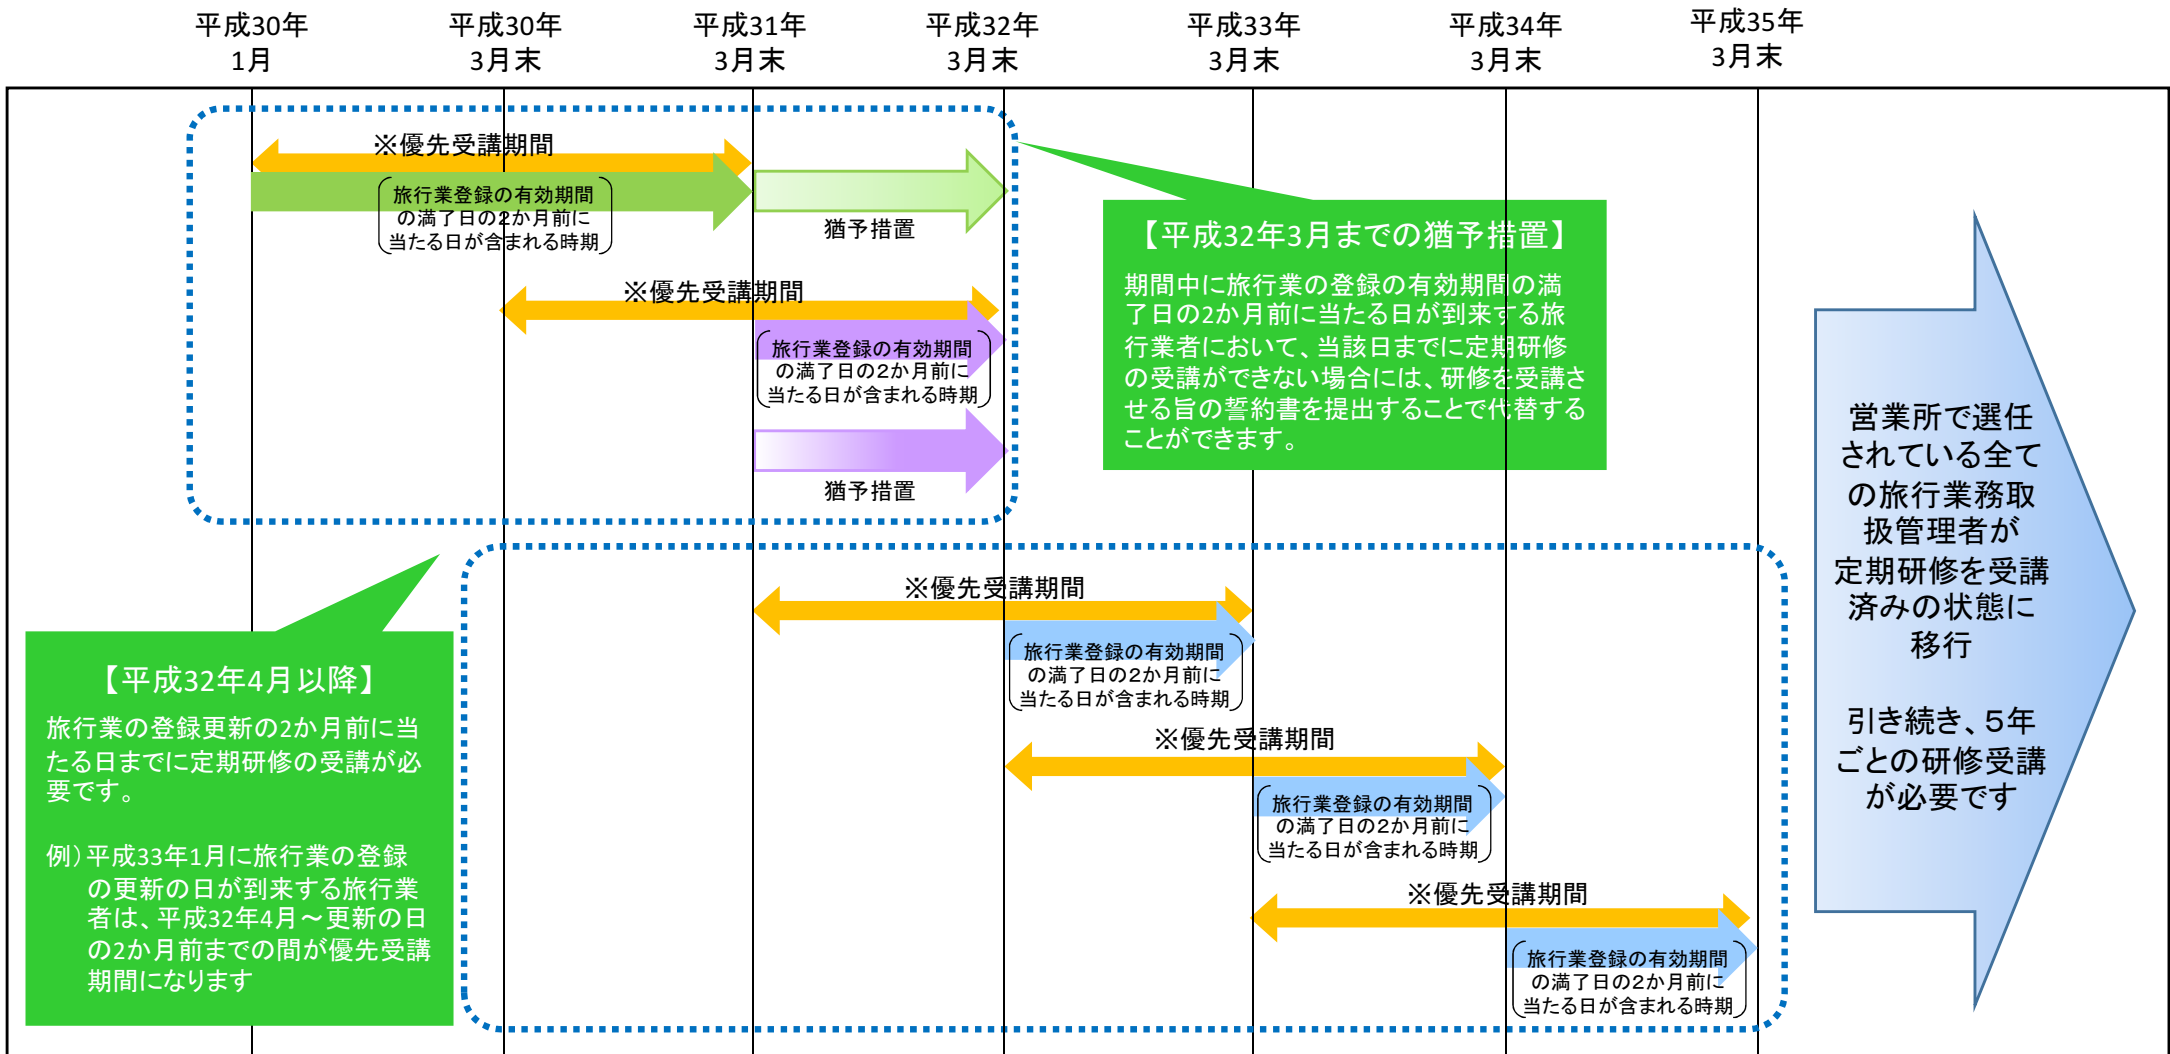 平成30年
1月
平成30年
3月末
平成31年
3月末
平成32年
3月末
平成33年
3月末
平成34年
3月末
平成35年
3月末
※優先受講期間
旅行業登録の有効期間
の満了日の2か月前に
当たる日が含まれる時期
猶予措置
※優先受講期間
旅行業登録の有効期間
の満了日の2か月前に
当たる日が含まれる時期
猶予措置
【平成32年3月までの猶予措置】
期間中に旅行業の登録の有効期間の満
了日の2か月前に当たる日が到来する旅
行業者において、当該日までに定期研修
の受講ができない場合には、研修を受講さ
せる旨の誓約書を提出することで代替する
ことができます。
【平成32年4月以降】
旅行業の登録更新の2か月前に当
たる日までに定期研修の受講が必
要です。
例）平成33年1月に旅行業の登録
の更新の日が到来する旅行業
者は、平成32年4月～更新の日
の2か月前までの間が優先受講
期間になります
※優先受講期間
旅行業登録の有効期間
の満了日の2か月前に
当たる日が含まれる時期
※優先受講期間
旅行業登録の有効期間
の満了日の2か月前に
当たる日が含まれる時期
※優先受講期間
旅行業登録の有効期間
の満了日の2か月前に
当たる日が含まれる時期
営業所で選任
されている全て
の旅行業務取
扱管理者が
定期研修を受講
済みの状態に
移行
引き続き、５年
ごとの研修受講
が必要です